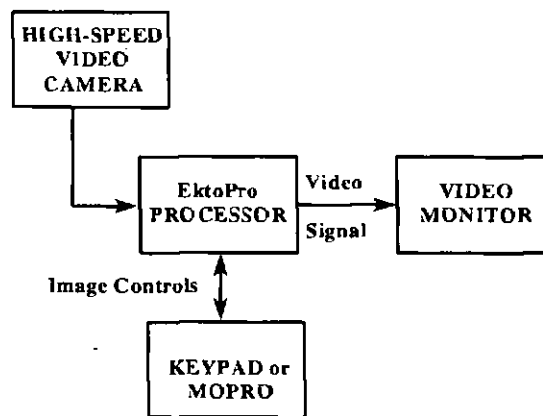 HIGH-SPEED
VIDEO
CAMERA
EktoPro
PROCESSOR
Video
Signal
VIDEO
MONITOR
Image Controls
KEYPAD or
MOPRO